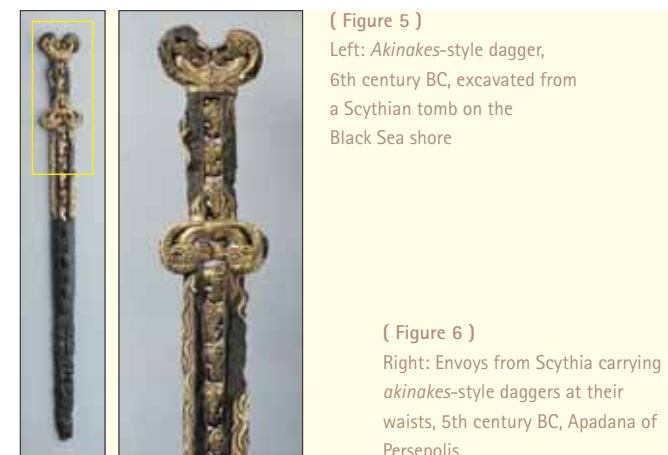 ( Figure 5 )
Left: Akinakes-style dagger,
6th century BC, excavated from
a Scythian tomb on the
Black Sea shore
( Figure 6 )
Right: Envoys from Scythia carrying
akinakes-style daggers at their
waists, 5th century BC, Apadana of
Persepolis